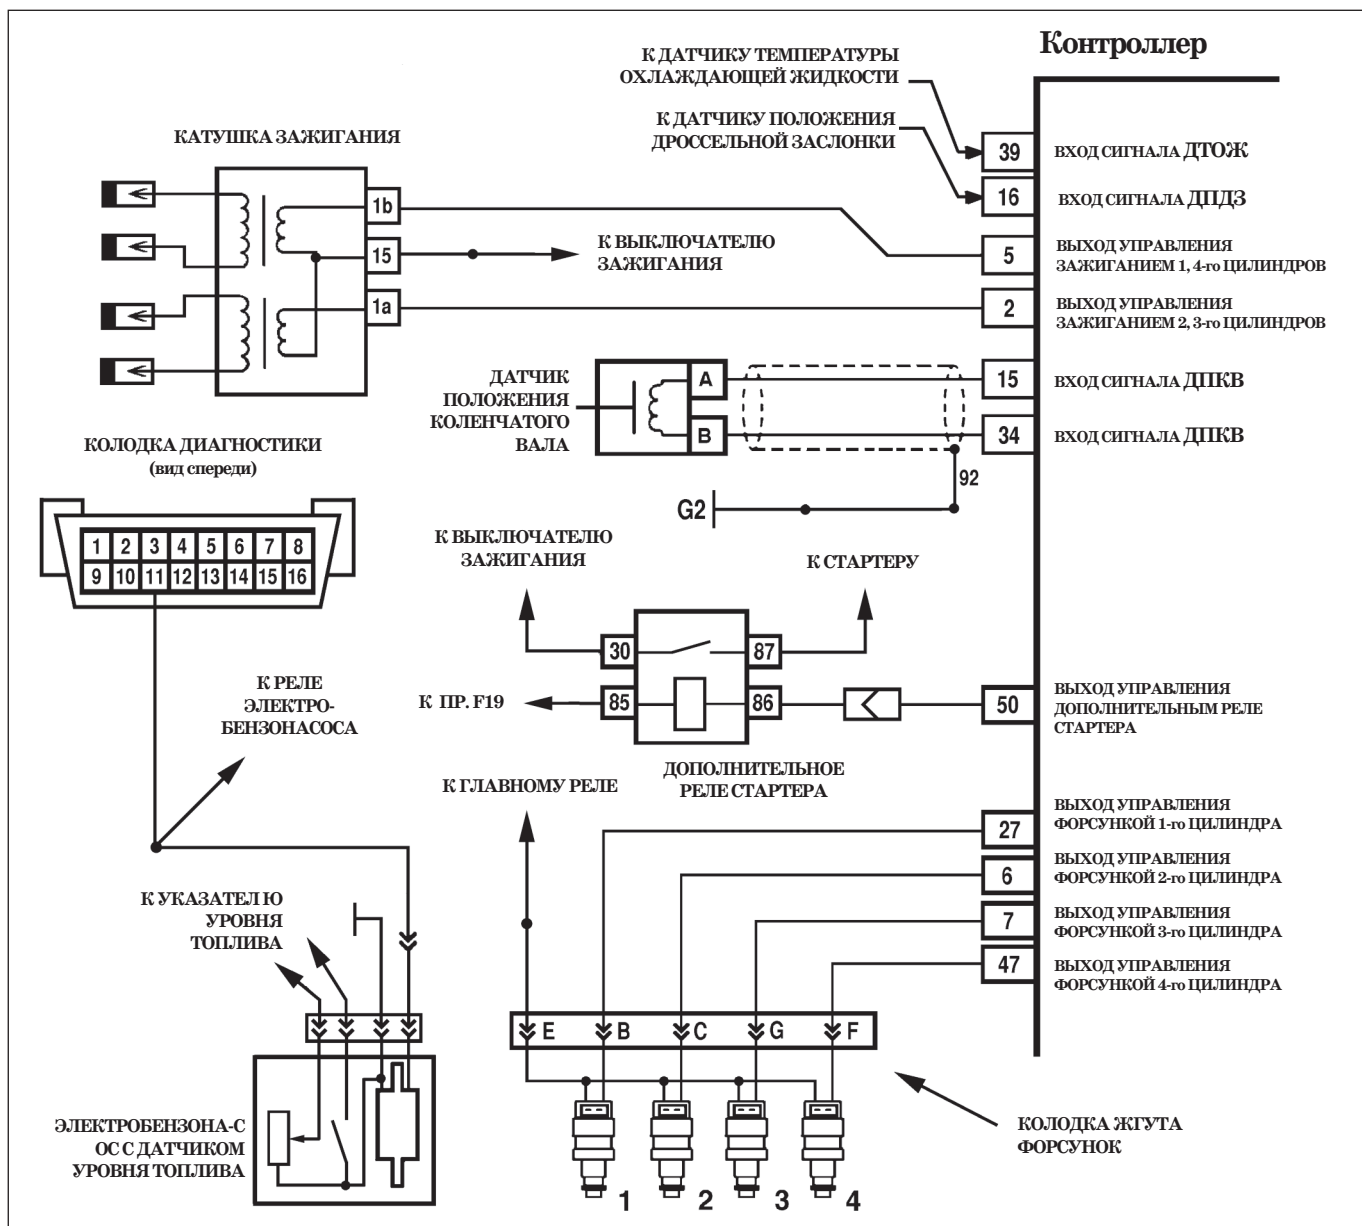 Контроллер
К ДАТЧИКУ ТЕМПЕРАТУРЫ
ОХЛАЖДАЮЩЕЙ ЖИДКОСТИ
К ДАТЧИКУ ПОЛОЖЕНИЯ
ДРОССЕЛЬНОЙ ЗАСЛОНКИ
КАТУШКА ЗАЖИГАНИЯ
39
ВХОД СИГНАЛА ДТОЖ
16
ВХОД СИГНАЛА ДПДЗ
1b
15
1a
К ВЫКЛЮЧАТЕЛЮ
ЗАЖИГАНИЯ
5
ВЫХОД УПРАВЛЕНИЯ
ЗАЖИГАНИЕМ 1, 4-го ЦИЛИНДРОВ
2
ВЫХОД УПРАВЛЕНИЯ
ЗАЖИГАНИЕМ 2, 3-го ЦИЛИНДРОВ
ДАТЧИК
ПОЛОЖЕНИЯ
КОЛЕНЧАТОГО
ВАЛА
A
B
15
ВХОД СИГНАЛА ДПКВ
34
ВХОД СИГНАЛА ДПКВ
92
G2
КОЛОДКА ДИАГНОСТИКИ
(вид спереди)
1 2 3 4 5 6 7 8
9 10 11 12 13 14 15 16
К ВЫКЛЮЧАТЕЛЮ
ЗАЖИГАНИЯ
К СТАРТЕРУ
30
87
85
86
К ПР. F19
50
ВЫХОД УПРАВЛЕНИЯ
ДОПОЛНИТЕЛЬНЫМ РЕЛЕ
СТАРТЕРА
К РЕЛЕ
ЭЛЕКТРО-
БЕНЗОНАСОСА
ДОПОЛНИТЕЛЬНОЕ
РЕЛЕ СТАРТЕРА
К ГЛАВНОМУ РЕЛЕ
27
ВЫХОД УПРАВЛЕНИЯ
ФОРСУНКОЙ 1-го ЦИЛИНДРА
6
ВЫХОД УПРАВЛЕНИЯ
ФОРСУНКОЙ 2-го ЦИЛИНДРА
7
ВЫХОД УПРАВЛЕНИЯ
ФОРСУНКОЙ 3-го ЦИЛИНДРА
47
ВЫХОД УПРАВЛЕНИЯ
ФОРСУНКОЙ 4-го ЦИЛИНДРА
К УКАЗАТЕЛ Ю
УРОВНЯ
ТОПЛИВА
E B C G F
ЭЛЕКТРОБЕНЗОНА-С
ОС С ДАТЧИКОМ
УРОВНЯ ТОПЛИВА
КОЛОДКА ЖГУТА
ФОРСУНОК
1 2 3 4